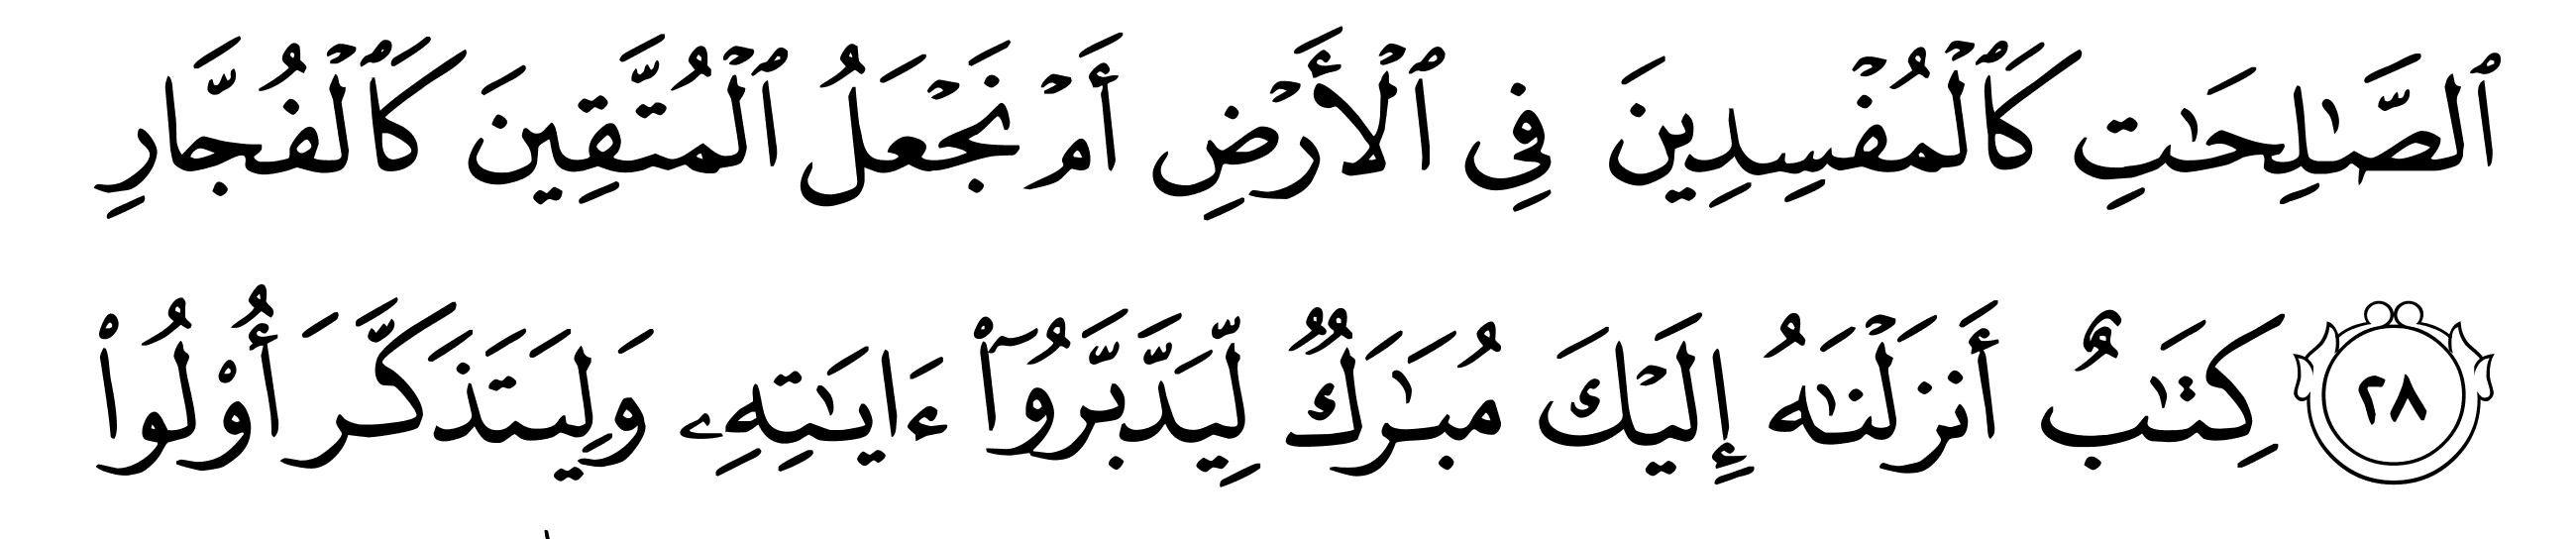 ٱلصَّـٰلِحَـٰتِ كَٱلۡمُفۡسِدِينَ فِى ٱلۡأَرۡضِ أَمۡ نَجۡعَلُ ٱلۡمُتَّقِينَ كَٱلۡفُجَّارِ
٢٨ كِتَـٰبٌ أَنزَلۡنَـٰهُ إِلَيۡكَ مُبَـٰرَكٌ لِّيَدَّبَّرُوٓا۟ ءَايَـٰتِهِۦ وَلِيَتَذَكَّرَ أُو۟لُوا۟